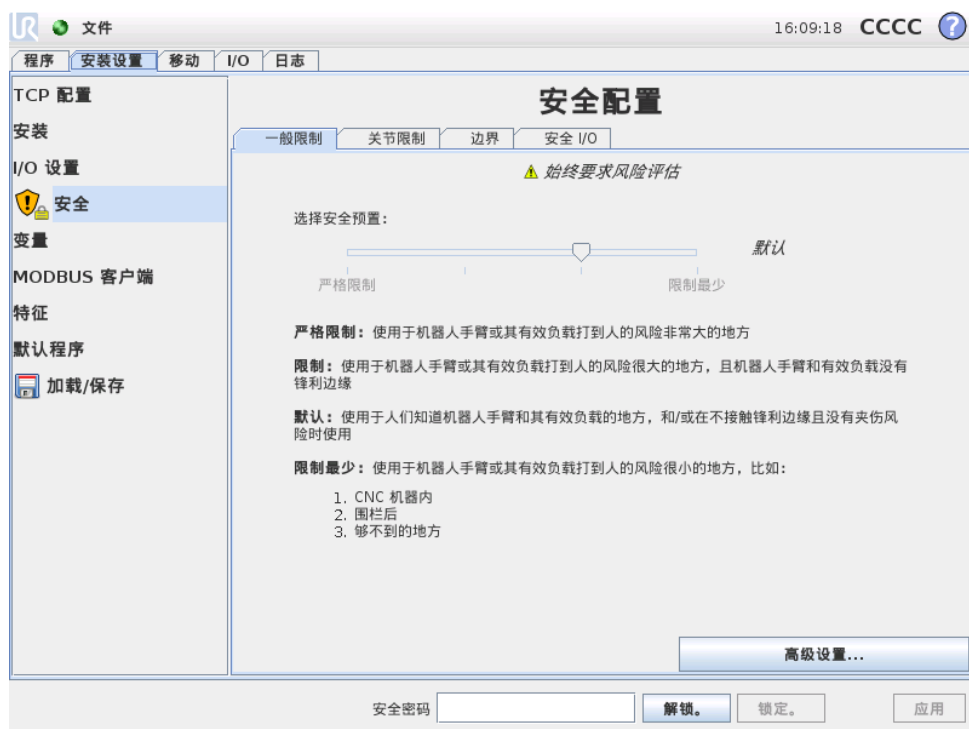 UR 文件 16:09:18 CCCC ?
程序 安装设置 移动 I/O 日志
TCP 配置
安装
I/O 设置
安全
变量
MODBUS 客户端
特征
默认程序
加载/保存
安全配置
一般限制 关节限制 边界 安全 I/O
始终要求风险评估
选择安全预置:
默认
严格限制 限制最少
严格限制: 使用于机器人手臂或其有效负载打到人的风险非常大的地方
限制: 使用于机器人手臂或其有效负载打到人的风险很大的地方，且机器人手臂和有效负载没有
锋利边缘
默认: 使用于人们知道机器人手臂和其有效负载的地方，和/或在不接触锋利边缘且没有夹伤风
险时使用
限制最少: 使用于机器人手臂或其有效负载打到人的风险很小的地方，比如:
1. CNC 机器内
2. 围栏后
3. 够不到的地方
高级设置...
安全密码 解锁。 锁定。 应用